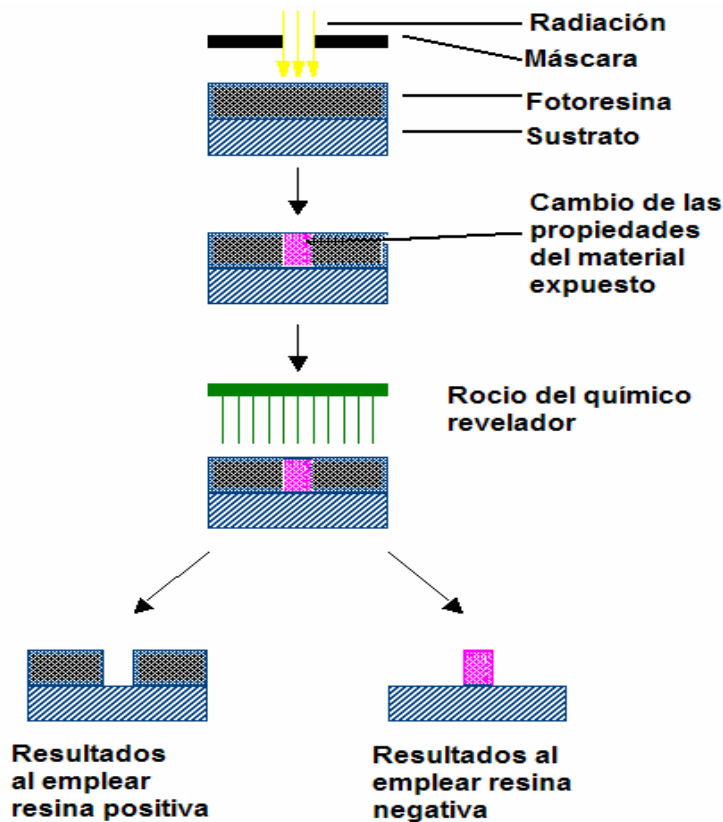 Radiación
Máscara
Fotoresina
Sustrato
Cambio de las
propiedades
del material
expuesto
Rocio del químico
revelador
Resultados
al emplear
resina positiva
Resultados al
emplear resina
negativa